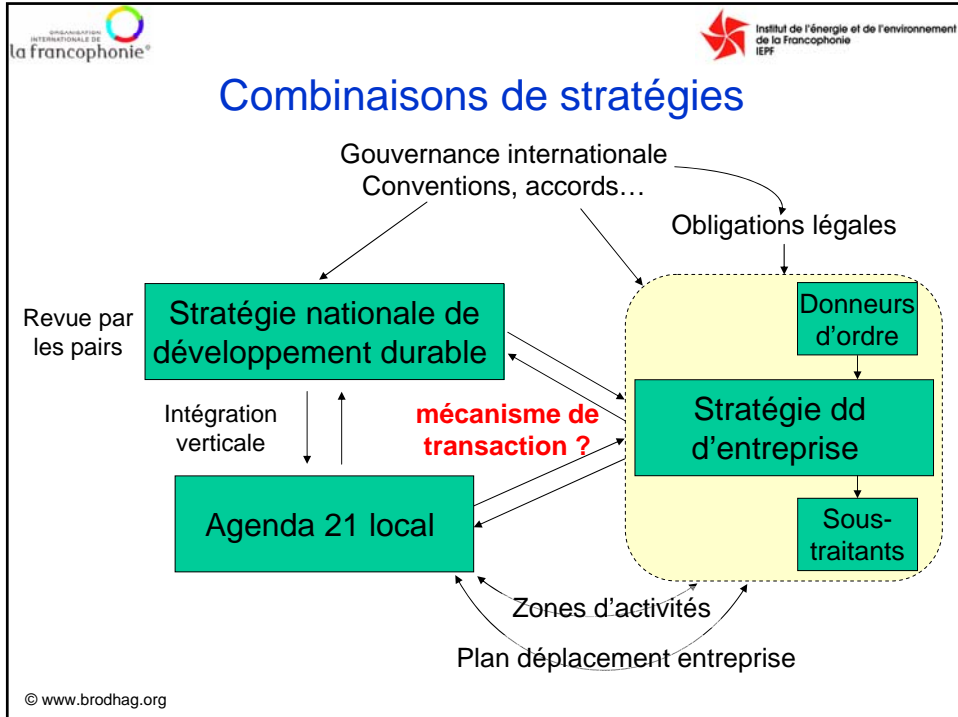 ORGANISATION
INTERNATIONALE DE
la francophonie®
Institut de l'énergie et de l'environnement
de la Francophonie
IEPF
Combinaisons de stratégies
Gouvernance internationale
Conventions, accords…
Obligations légales
Revue par
les pairs
Stratégie nationale de
développement durable
Donneurs
d'ordre
Intégration
verticale
mécanisme de
transaction ?
Stratégie dd
d'entreprise
Agenda 21 local
Sous-
traitants
Zones d'activités
Plan déplacement entreprise
© www.brodhag.org